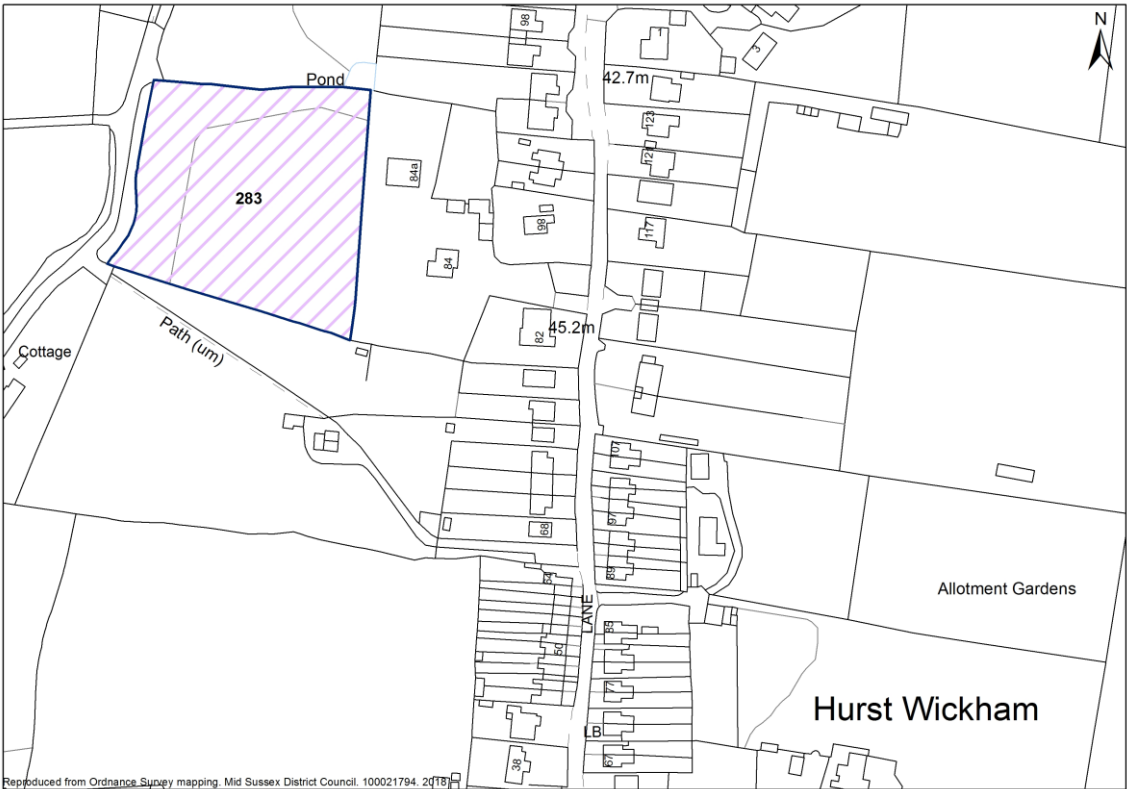 N
98
1
3
42.7m
Pond
123
121
84a
283
98
117
84
45.2m
82
Path (um)
Cottage
107
97
68
89
54
LANE
Allotment Gardens
85
50
77
Hurst Wickham
LB
67
38
Reproduced from Ordnance Survey mapping. Mid Sussex District Council. 100021794. 2018